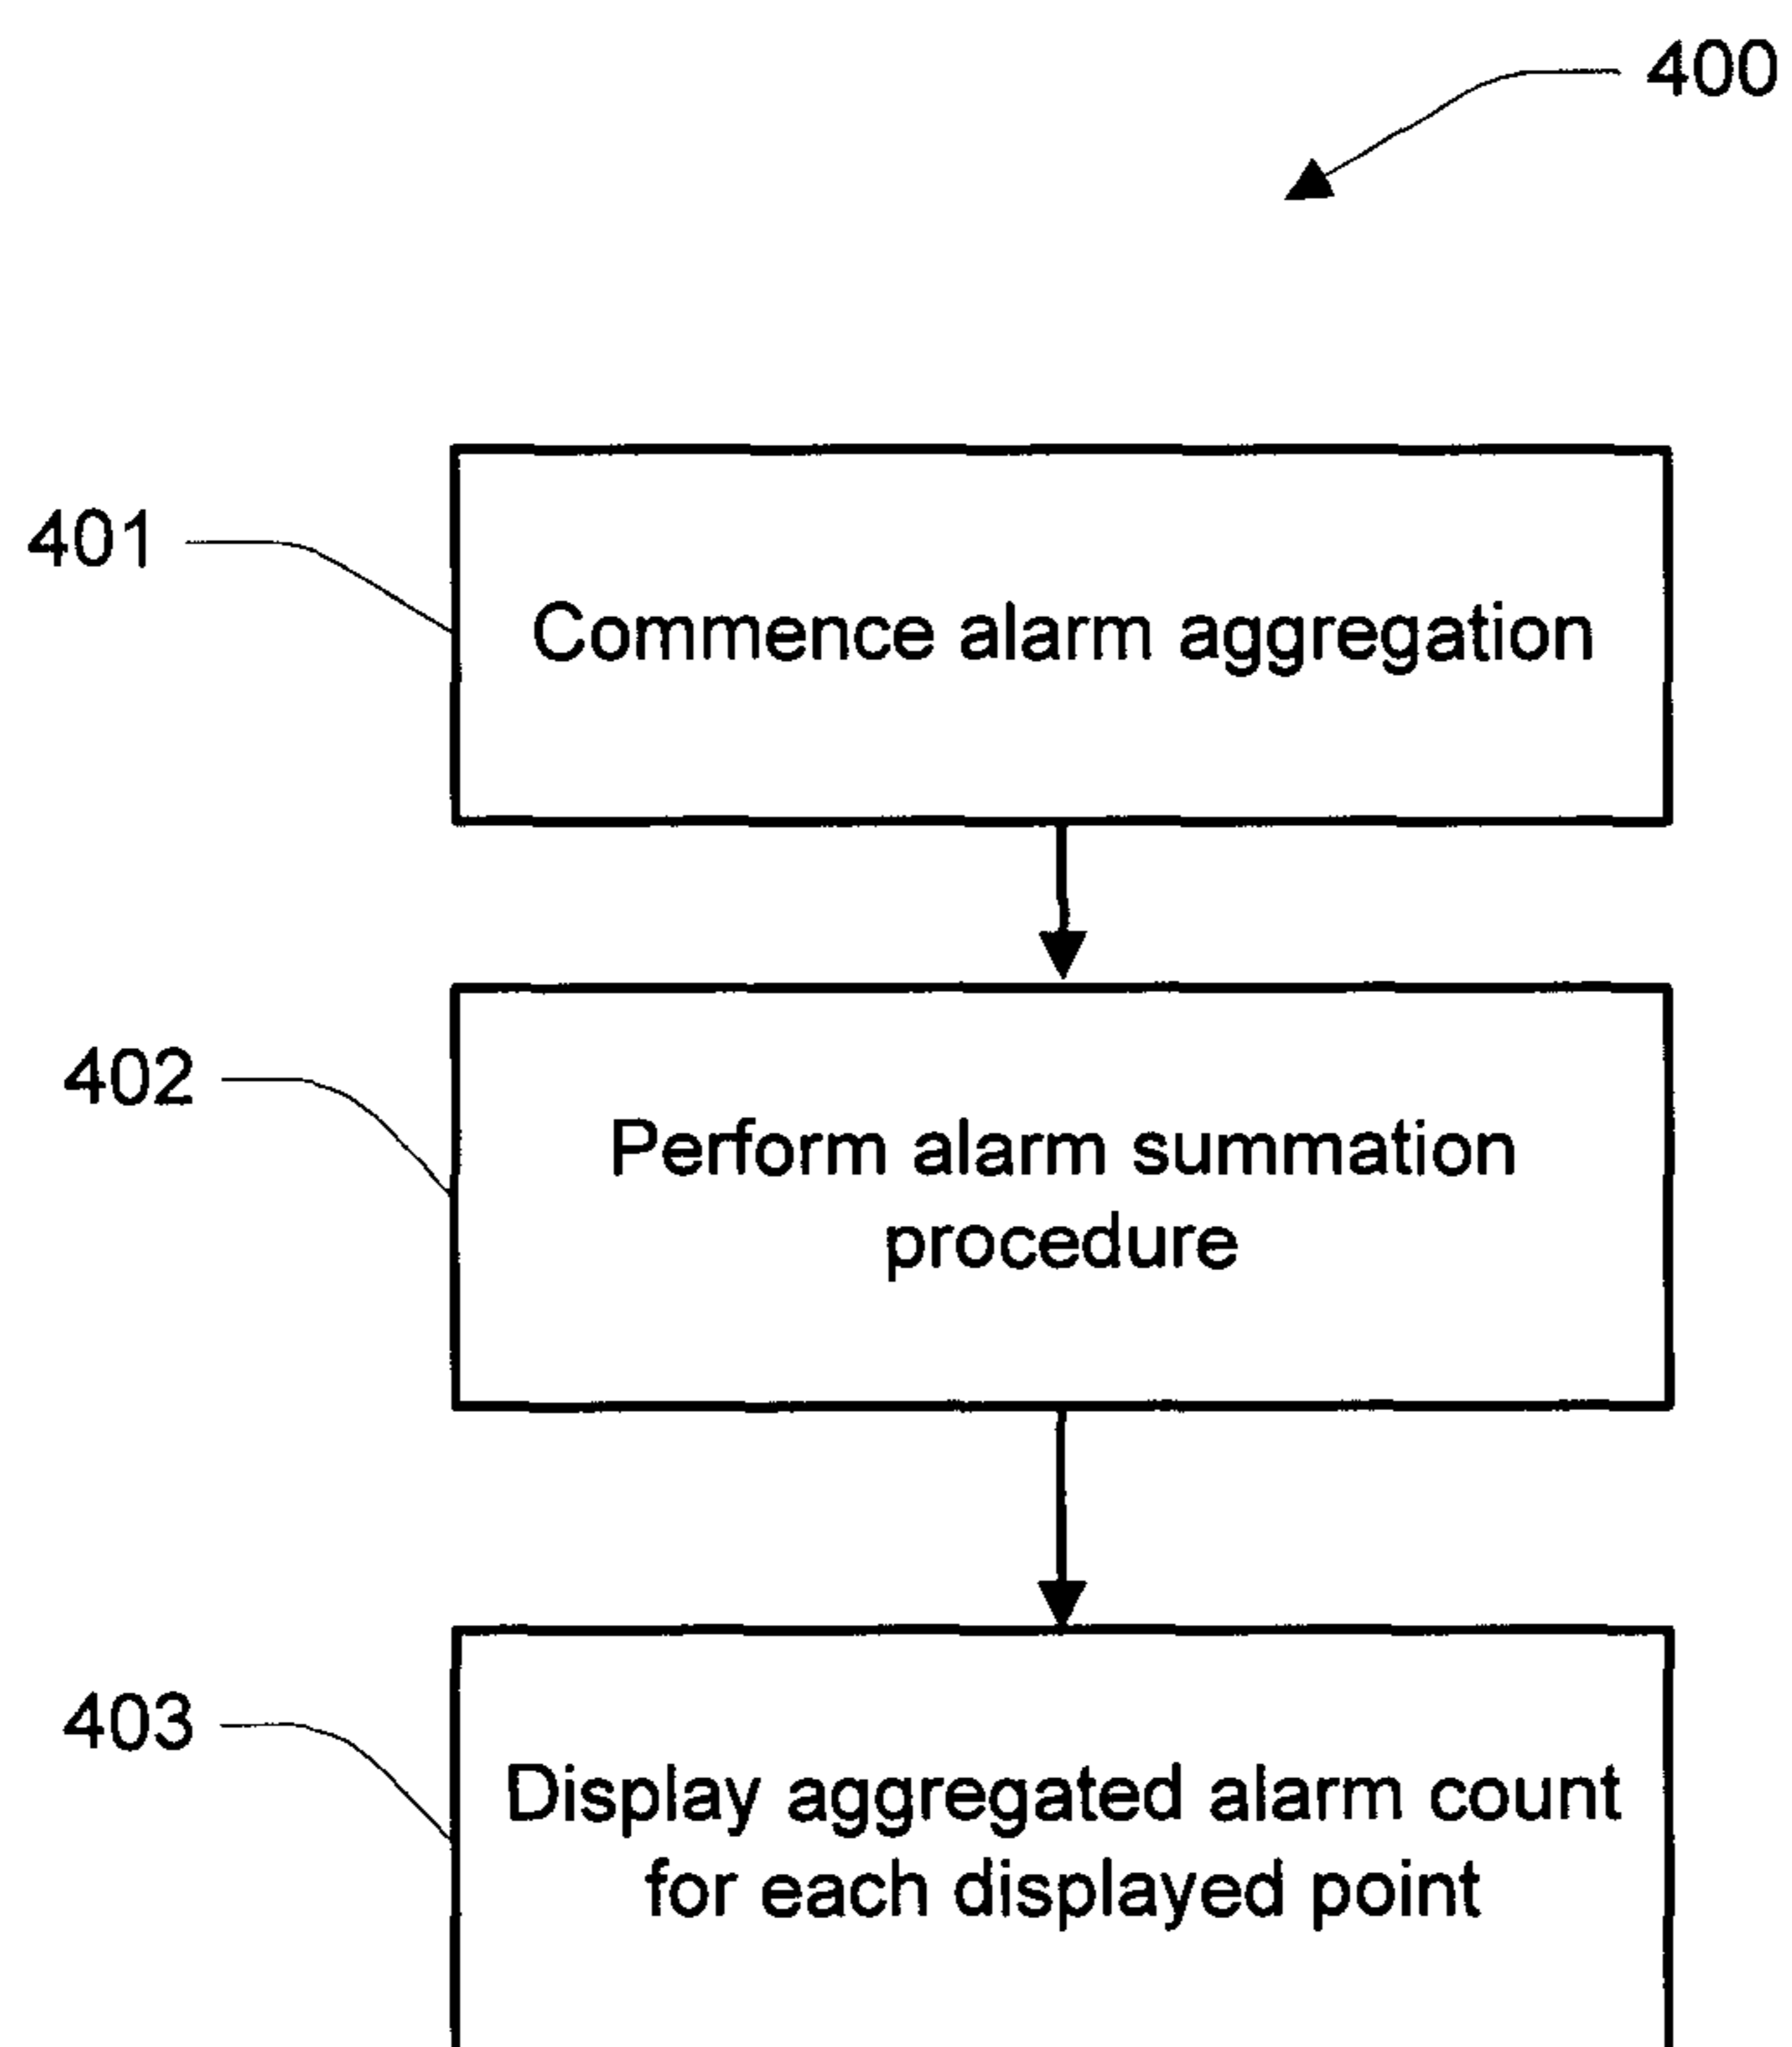 400
401
Commence alarm aggregation
402
Perform alarm summation
procedure
403
Display aggregated alarm count
for each displayed point